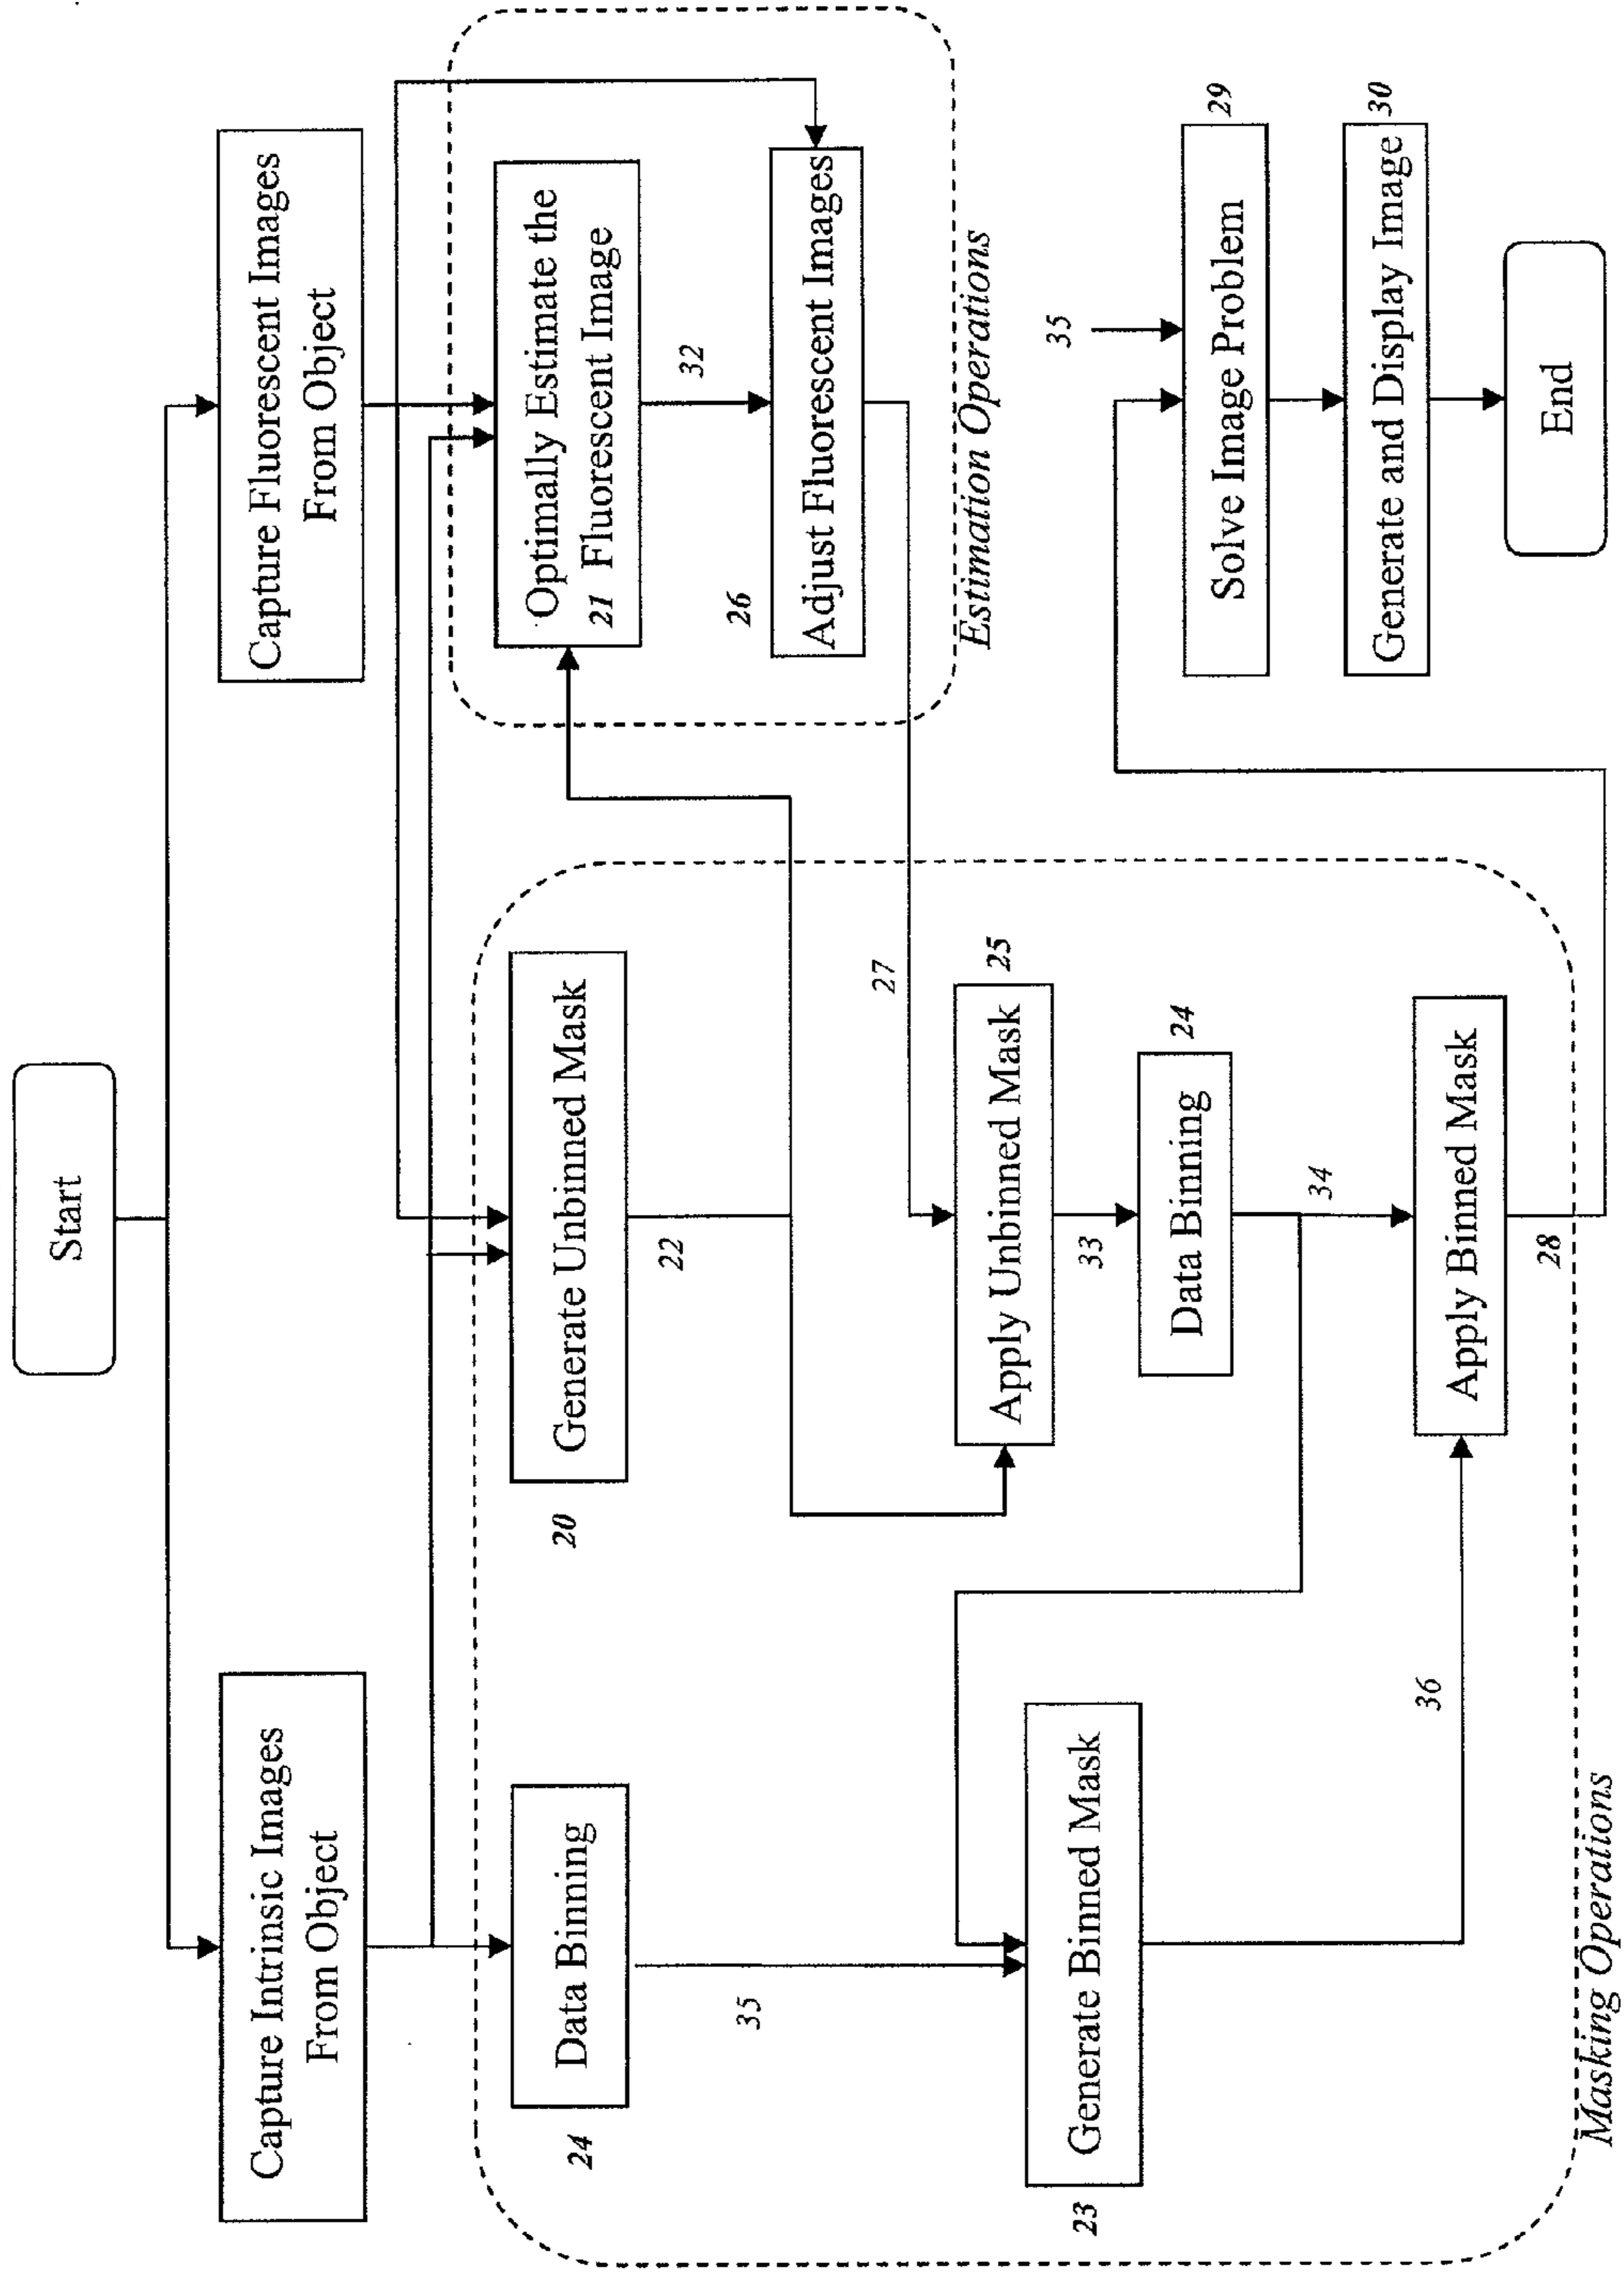 Start
Capture Intrinsic Images
From Object
Capture Fluorescent Images
From Object
24
Data Binning
20
Generate Unbinned Mask
Optimally Estimate the
21 Fluorescent Image
35
22
32
26
Adjust Fluorescent Images
27
Estimation Operations
23
Generate Binned Mask
Apply Unbinned Mask
25
33
Data Binning
24
34
36
Apply Binned Mask
28
Masking Operations
35
Solve Image Problem
29
Generate and Display Image
30
End